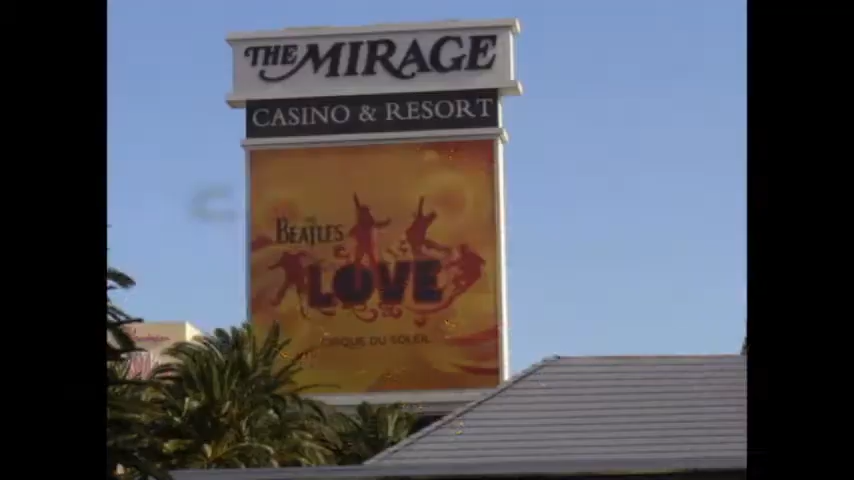 THE MIRAGE
CASINO & RESORT
THE
BEATLES
LOVE
CIRQUE DU SOLEIL